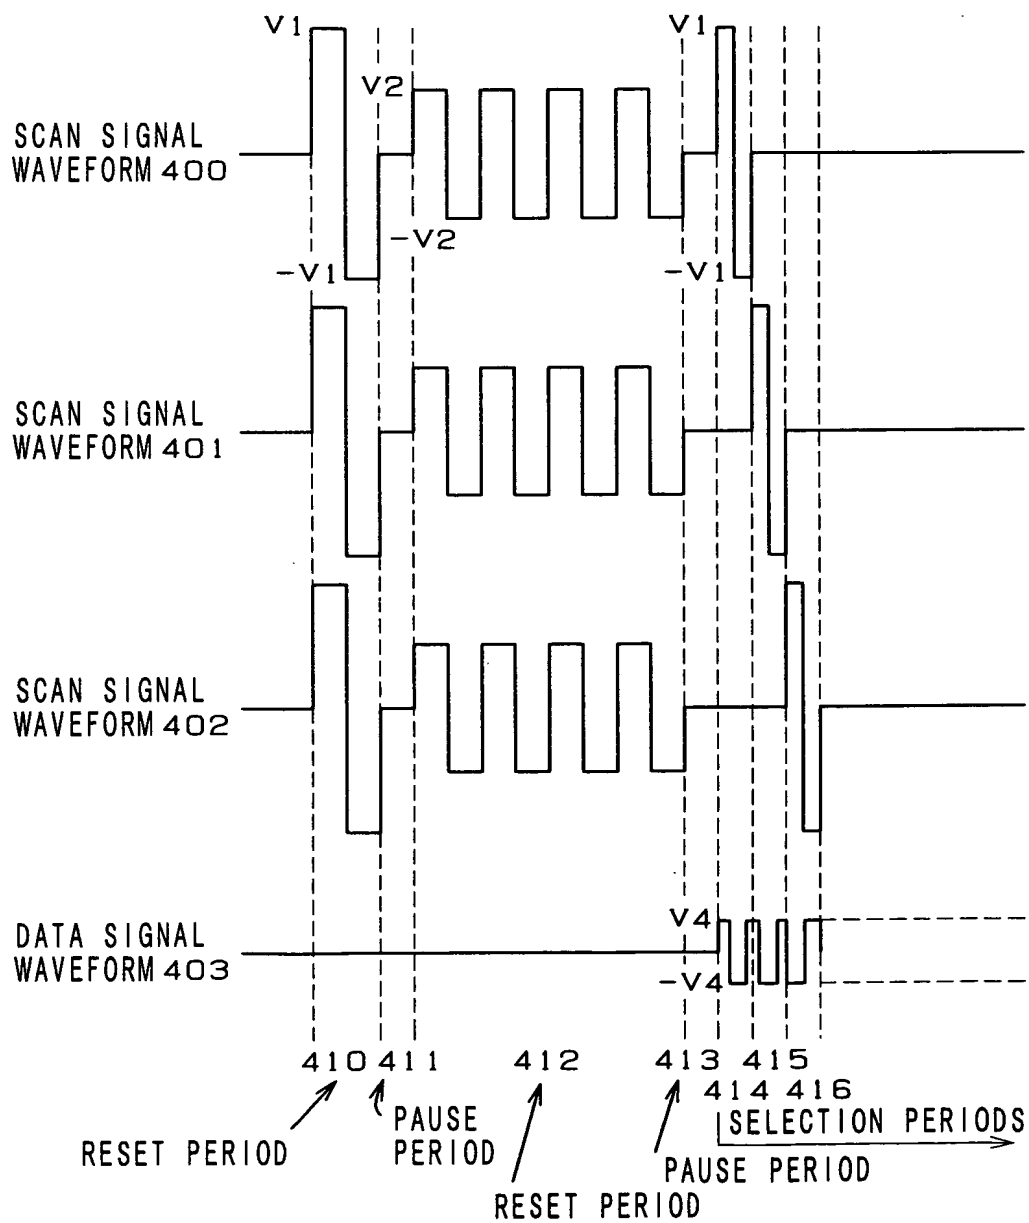 V1
V1
V2
SCAN SIGNAL
WAVEFORM 400
-V2
-V1
-V1
SCAN SIGNAL
WAVEFORM 401
SCAN SIGNAL
WAVEFORM 402
V4
DATA SIGNAL
WAVEFORM 403
-V4
410 411 412 413 415
414 416
SELECTION PERIODS
PAUSE
PERIOD
RESET PERIOD
PAUSE PERIOD
RESET PERIOD